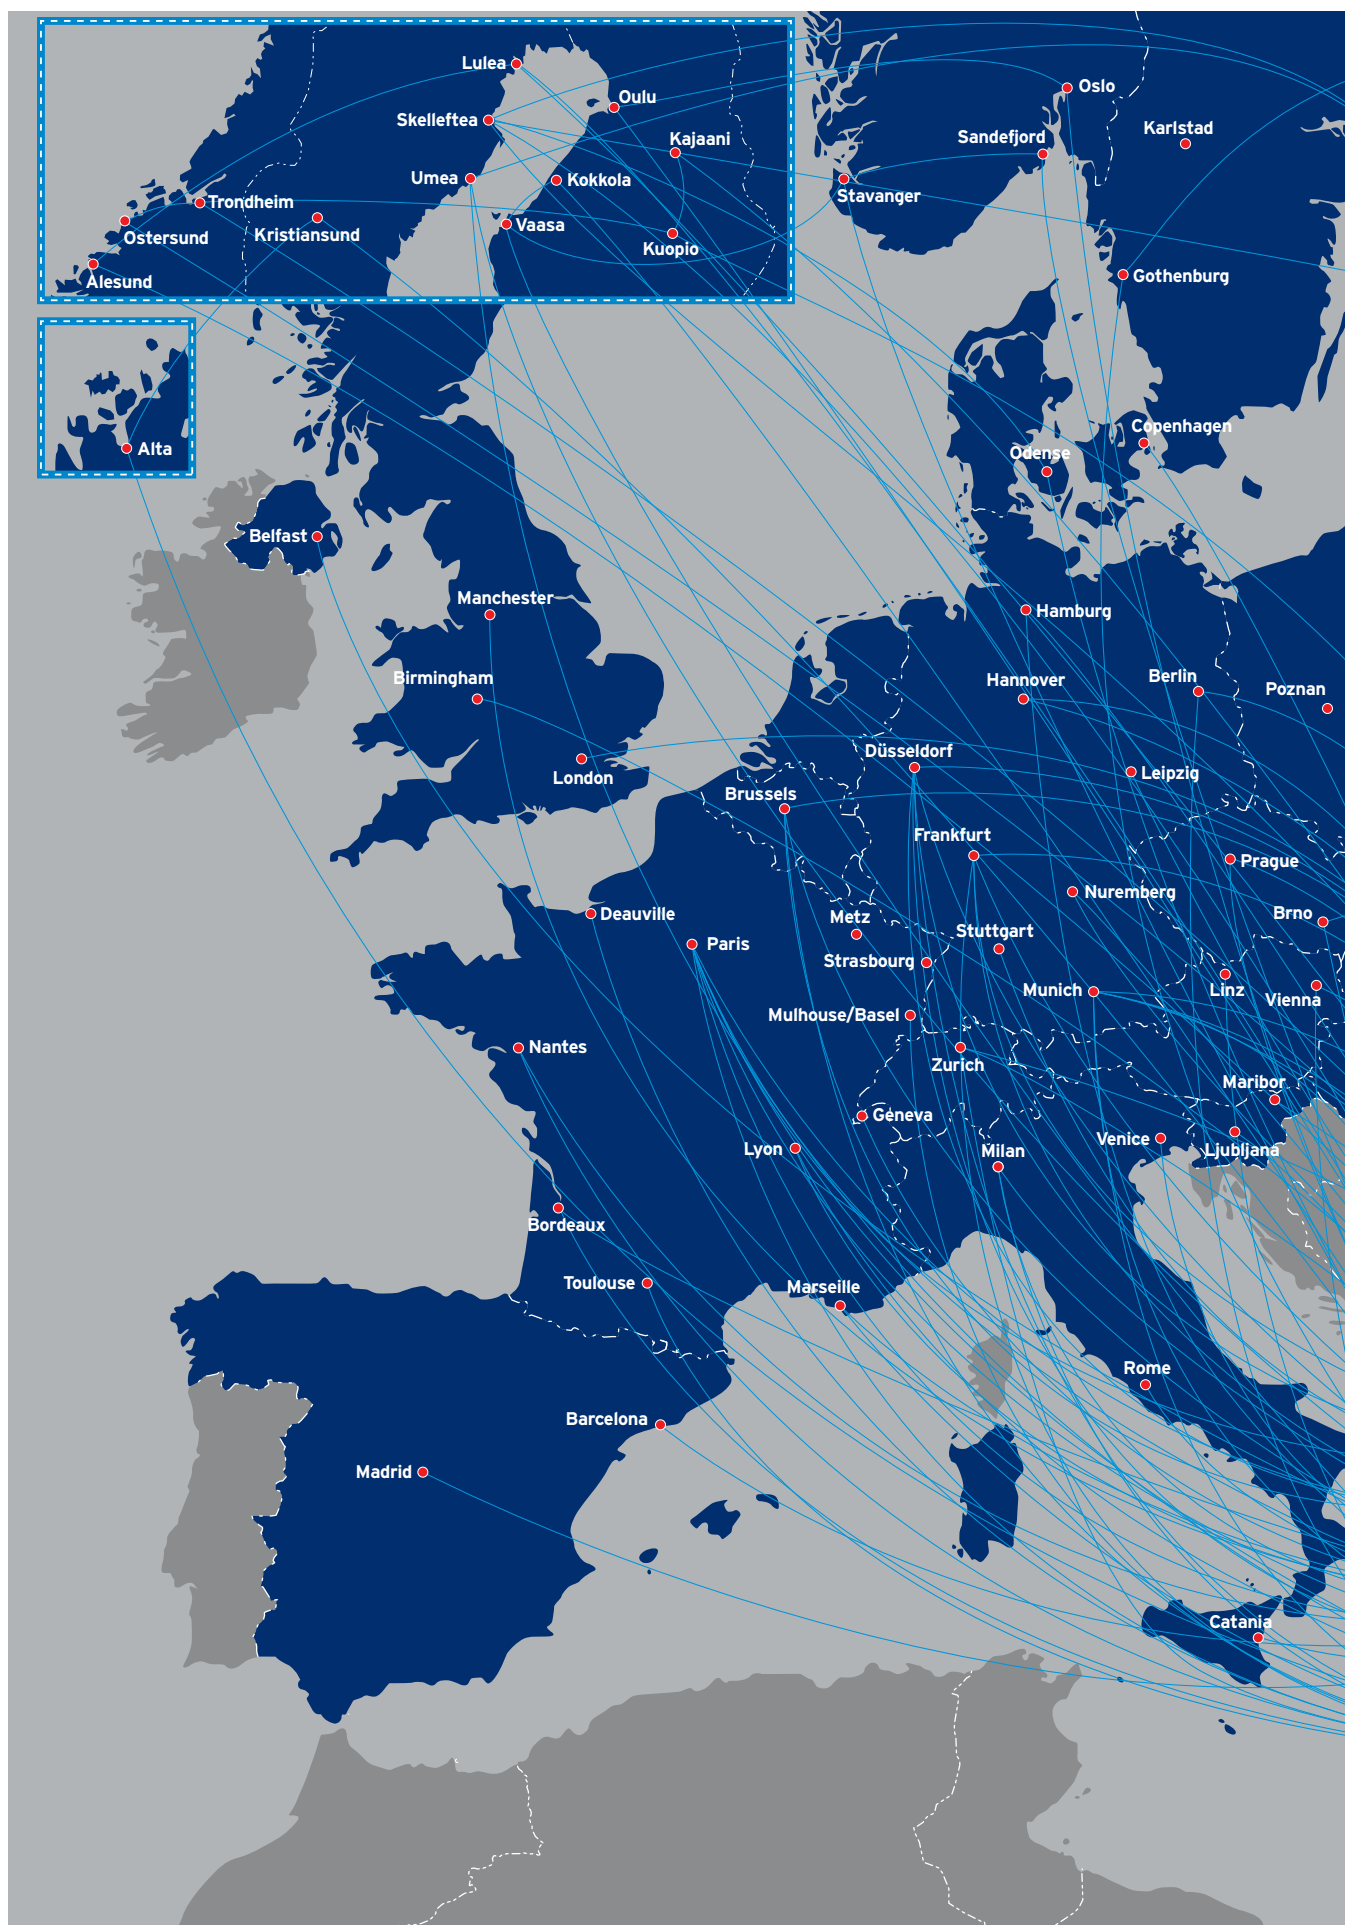 Lulea
Oulu
Skelleftea
Kajaani
Umea
Kokkola
Trondheim
Ostersund
Kristiansund
Vaasa
Kuopio
Alesund
Alta
Oslo
Karlstad
Sandefjord
Stavanger
Gothenburg
Copenhagen
Odense
Belfast
Manchester
Hamburg
Birmingham
Hannover
Berlin
Poznan
London
Düsseldorf
Leipzig
Brussels
Frankfurt
Prague
Nuremberg
Deauville
Metz
Brno
Paris
Stuttgart
Strasbourg
Munich
Linz
Vienna
Mulhouse/Basel
Nantes
Zurich
Maribor
Geneva
Venice
Lyon
Milan
Ljubljana
Bordeaux
Toulouse
Marseille
Rome
Barcelona
Madrid
Catania